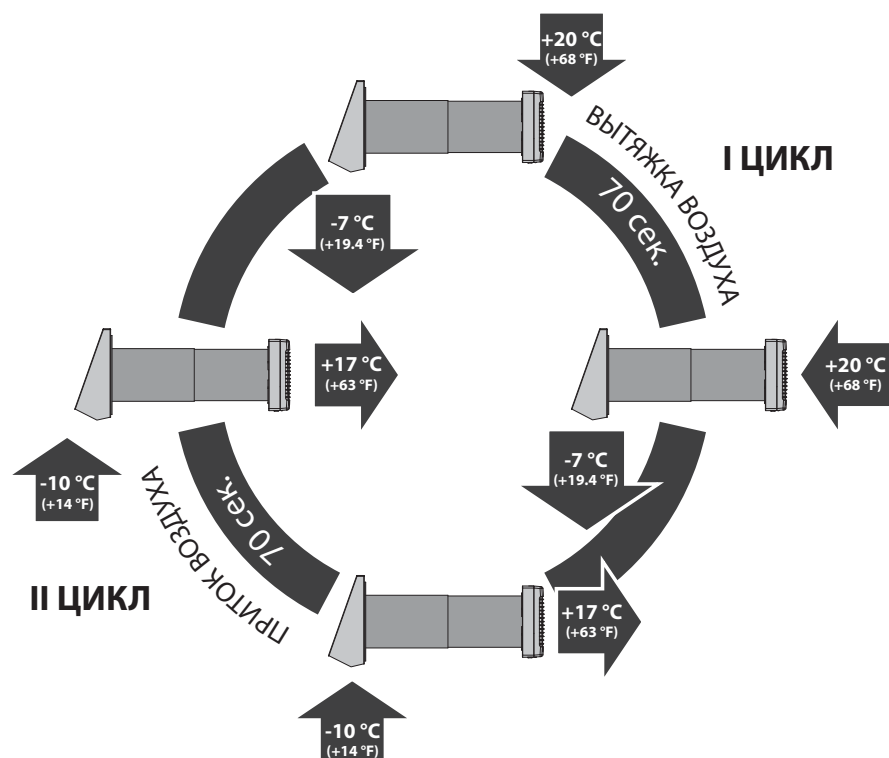 +20 °C
(+68 °F)
ВЫТЯЖКА ВОЗДУХА
I ЦИКЛ
70 сек.
-7 °C
(+19.4 °F)
+17 °C
(+63 °F)
+20 °C
(+68 °F)
-10 °C
(+14 °F)
-7 °C
(+19.4 °F)
70 сек.
ПРИТОК ВОЗДУХА
II ЦИКЛ
+17 °C
(+63 °F)
-10 °C
(+14 °F)